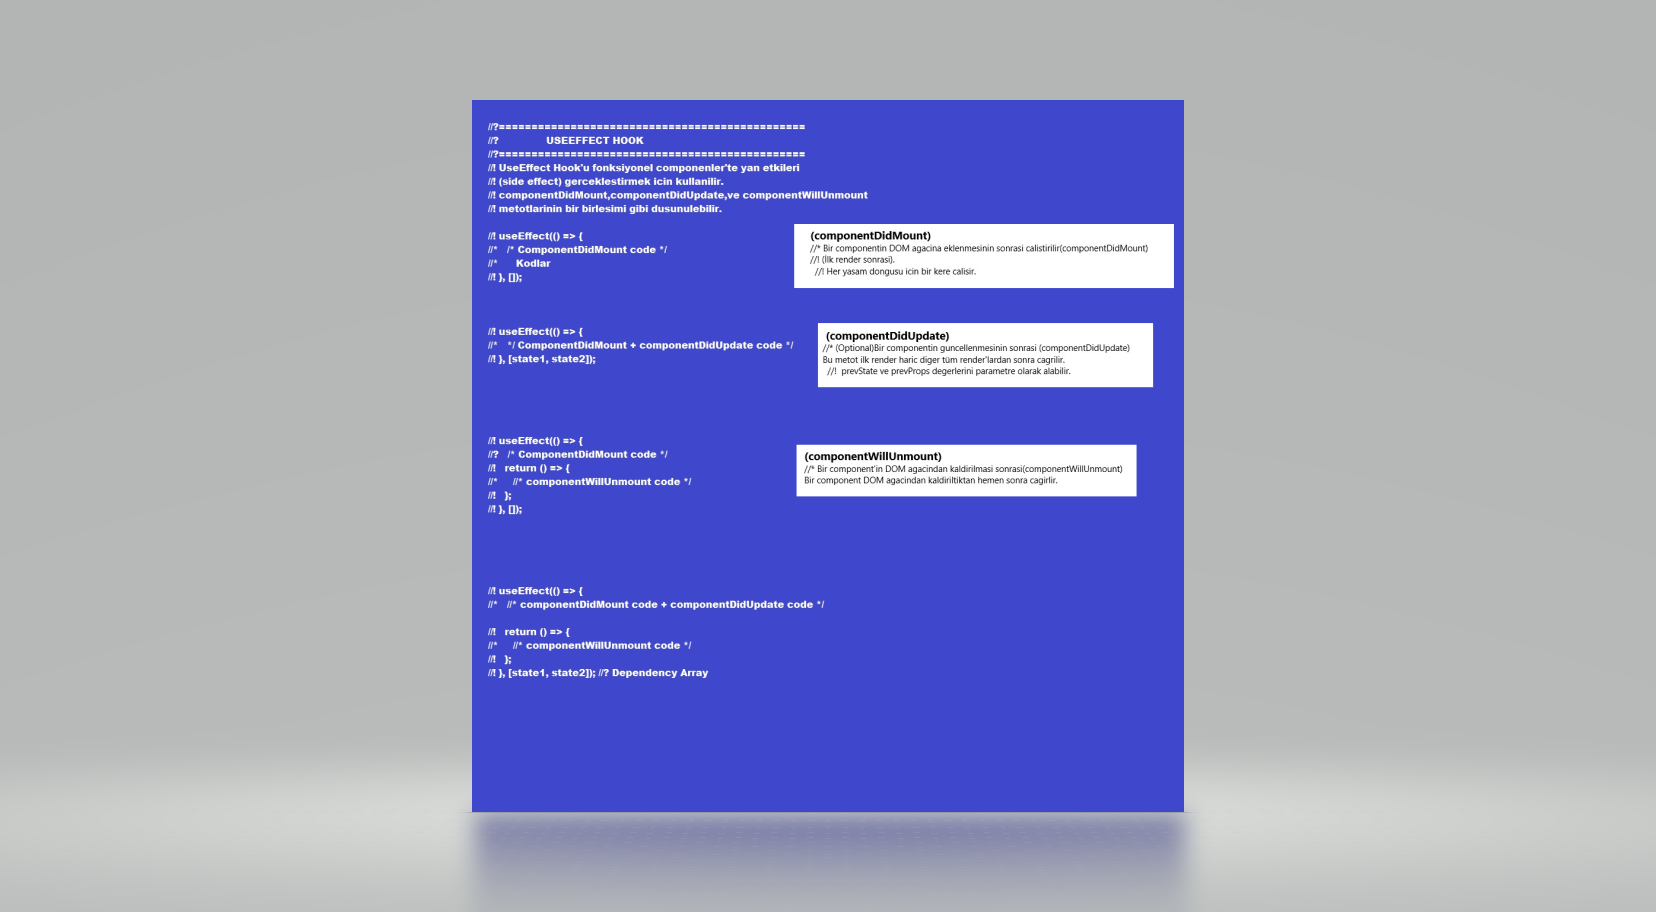 //?===============================================
//? USEEFFECT HOOK
//?===============================================
//! UseEffect Hook'u fonksiyonel componenler'te yan etkileri
//! (side effect) gerceklestirmek icin kullanilir.
//! componentDidMount,componentDidUpdate,ve componentWillUnmount
//! metotlarinin bir birlesimi gibi dusunulebilir.
//! useEffect(() => {
//* /* ComponentDidMount code */
//* Kodlar
//! }, []);
(componentDidMount)
//* Bir componentin DOM agacina eklenmesinin sonrasi calistirilir(componentDidMount)
//! (İlk render sonrasi).
//! Her yasam dongusu icin bir kere calisir.
//! useEffect(() => {
//* */ ComponentDidMount + componentDidUpdate code */
//! }, [state1, state2]);
(componentDidUpdate)
//* (Optional)Bir componentin guncellenmesinin sonrasi (componentDidUpdate)
Bu metot ilk render haric diger tüm render'lardan sonra cagrilir.
//! prevState ve prevProps degerlerini parametre olarak alabilir.
//! useEffect(() => {
//? /* ComponentDidMount code */
//! return () => {
//* //* componentWillUnmount code */
//! };
//! }, []);
(componentWillUnmount)
//* Bir component'in DOM agacindan kaldirilmasi sonrasi(componentWillUnmount)
Bir component DOM agacindan kaldiriltiktan hemen sonra cagirlir.
//! useEffect(() => {
//* //* componentDidMount code + componentDidUpdate code */
//! return () => {
//* //* componentWillUnmount code */
//! };
//! }, [state1, state2]); //? Dependency Array